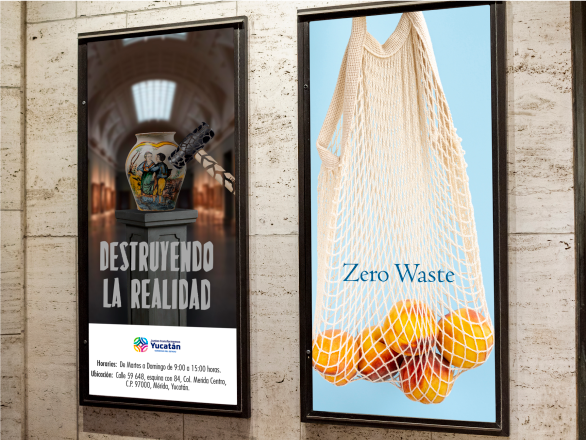 DESTRUYENDO
LA REALIDAD
Yucatán
Horarios: De Martes a Domingo de 9:00 a 15:00 horas.
Ubicación: Calle 59 648, esquina con 84, Col. Merida Centro,
C.P. 97000, Mérida, Yucatán.
Zero Waste